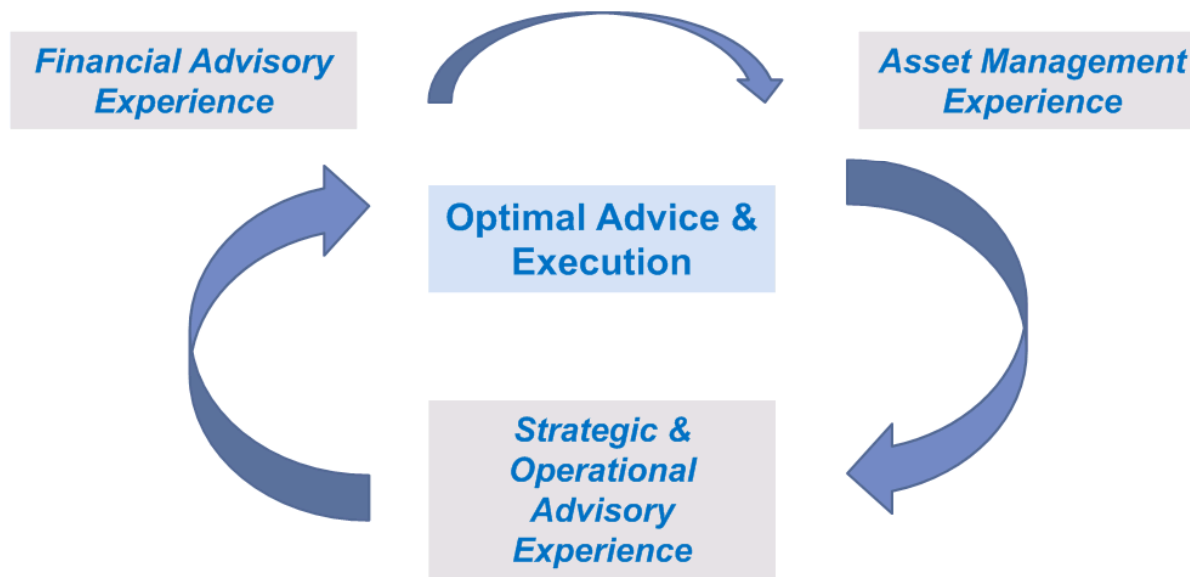 Financial Advisory
Experience
Asset Management
Experience
Optimal Advice &
Execution
Strategic &
Operational
Advisory
Experience